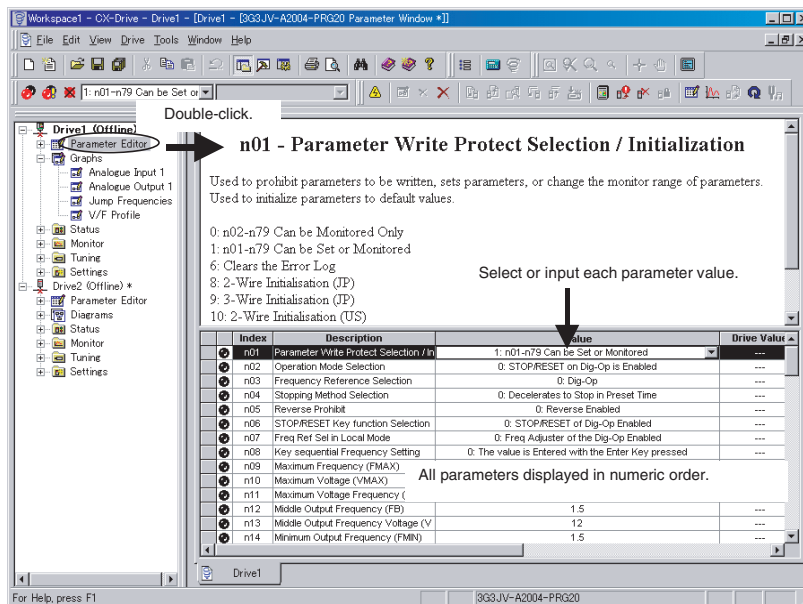 Workspace1 - CX-Drive - Drive1 - [Drive1 - [3G3JV-A2004-PRG20 Parameter Window *]]
File Edit View Drive Tools Window Help
1: n01-n79 Can be Set or
Double-click.
Drive1 (Offline)
Parameter Editor
Graphs
Analogue Input 1
Analogue Output 1
Jump Frequencies
V/F Profile
Status
Monitor
Tuning
Settings
Drive2 (Offline) *
Parameter Editor
Diagrams
Status
Monitor
Tuning
Settings
n01 - Parameter Write Protect Selection / Initialization
Used to prohibit parameters to be written, sets parameters, or change the monitor range of parameters.
Used to initialize parameters to default values.
0: n02-n79 Can be Monitored Only
1: n01-n79 Can be Set or Monitored
6: Clears the Error Log
8: 2-Wire Initialisation (JP)
9: 3-Wire Initialisation (JP)
10: 2-Wire Initialisation (US)
Select or input each parameter value.
Index Description alue Drive Value
n01 Parameter Write Protect Selection / In 1: n01-n79 Can be Set or Monitored ---
n02 Operation Mode Selection 0: STOP/RESET on Dig-Op is Enabled ---
n03 Frequency Reference Selection 0: Dig-Op ---
n04 Stopping Method Selection 0: Decelerates to Stop in Preset Time ---
n05 Reverse Prohibit 0: Reverse Enabled ---
n06 STOP/RESET Key function Selection 0: STOP/RESET of Dig-Op Enabled ---
n07 Freq Ref Sel in Local Mode 0: Freq Adjuster of the Dig-Op Enabled ---
n08 Key sequential Frequency Setting 0: The value is Entered with the Enter Key pressed ---
n09 Maximum Frequency (FMAX)
n10 Maximum Voltage (VMAX)
All parameters displayed in numeric order.
n11 Maximum Voltage Frequency (
n12 Middle Output Frequency (FB) 1.5 ---
n13 Middle Output Frequency Voltage (V 12 ---
n14 Minimum Output Frequency (FMIN) 1.5 ---
Drive1
For Help, press F1
3G3JV-A2004-PRG20